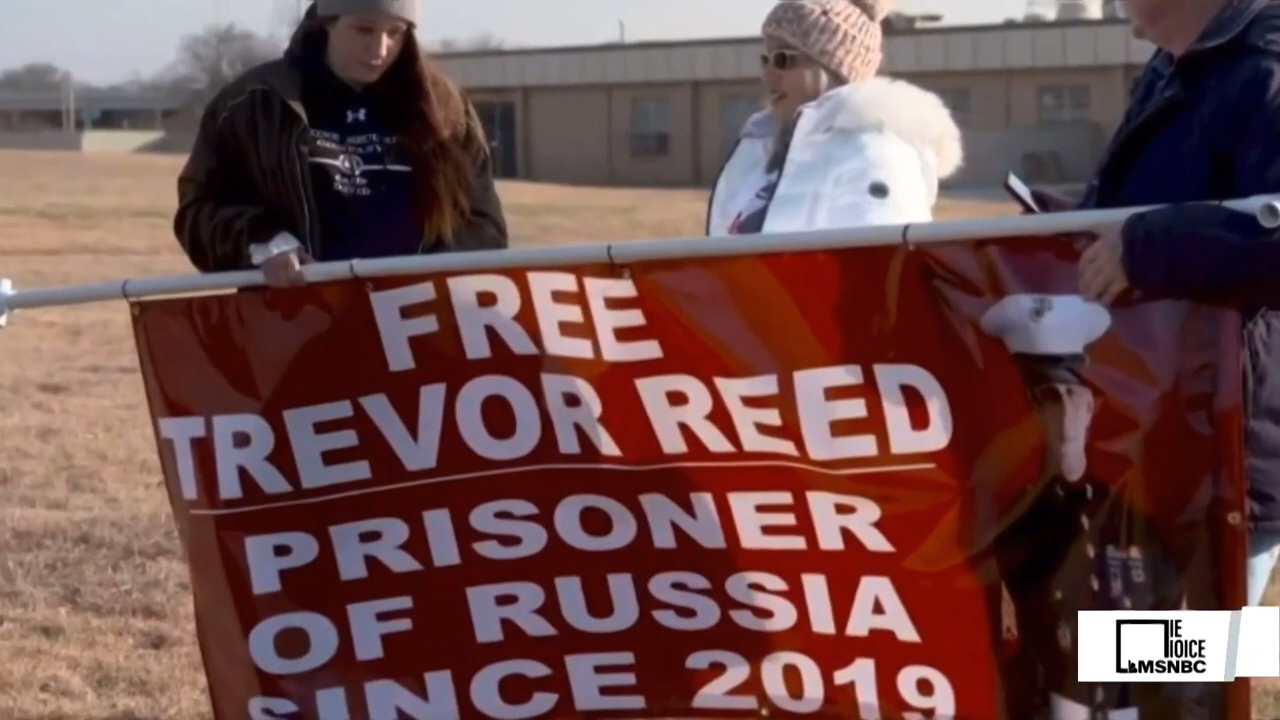 FREE
TREVOR REED
PRISONER
OF RUSSIA
SINCE 2019
MSNBC